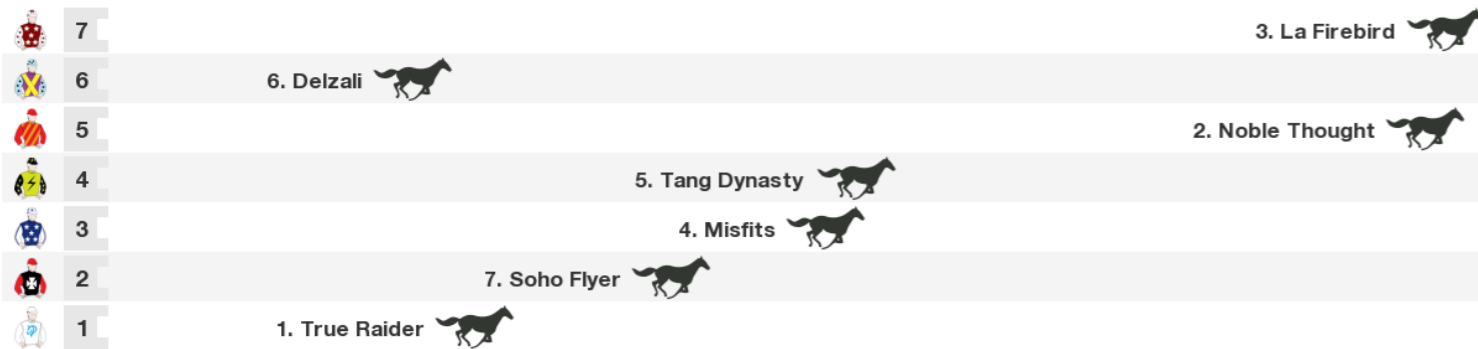 7 3. La Firebird
6 6. Delzali
5 2. Noble Thought
4 5. Tang Dynasty
3 4. Misfits
2 7. Soho Flyer
1 1. True Raider